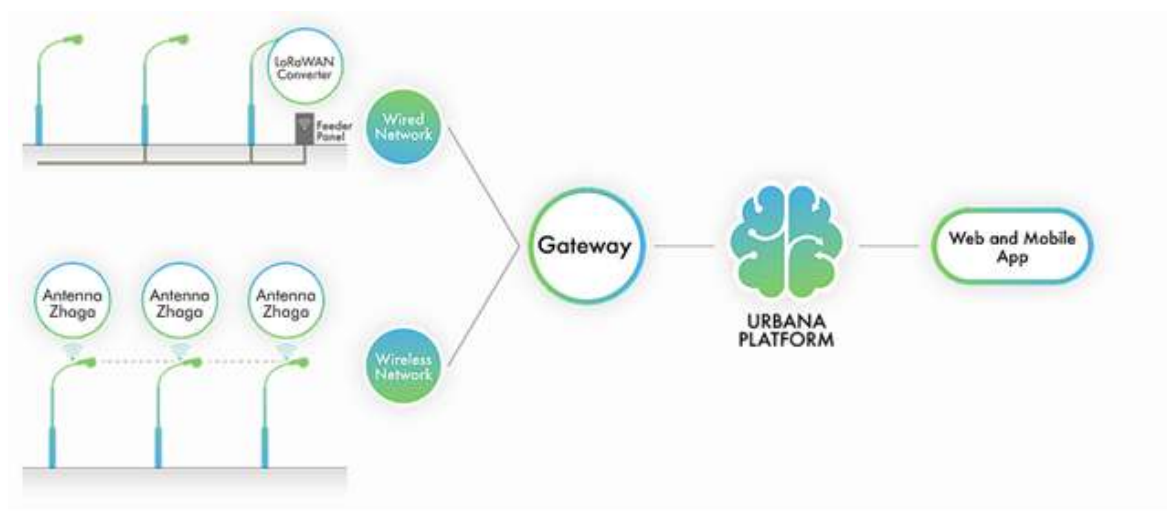 LoRaWAN
Converter
Feeder
Panel
Wired
Network
Gateway
Web and Mobile
App
URBANA
PLATFORM
Antenna
Zhaga
Antenna
Zhaga
Antenna
Zhaga
Wireless
Network